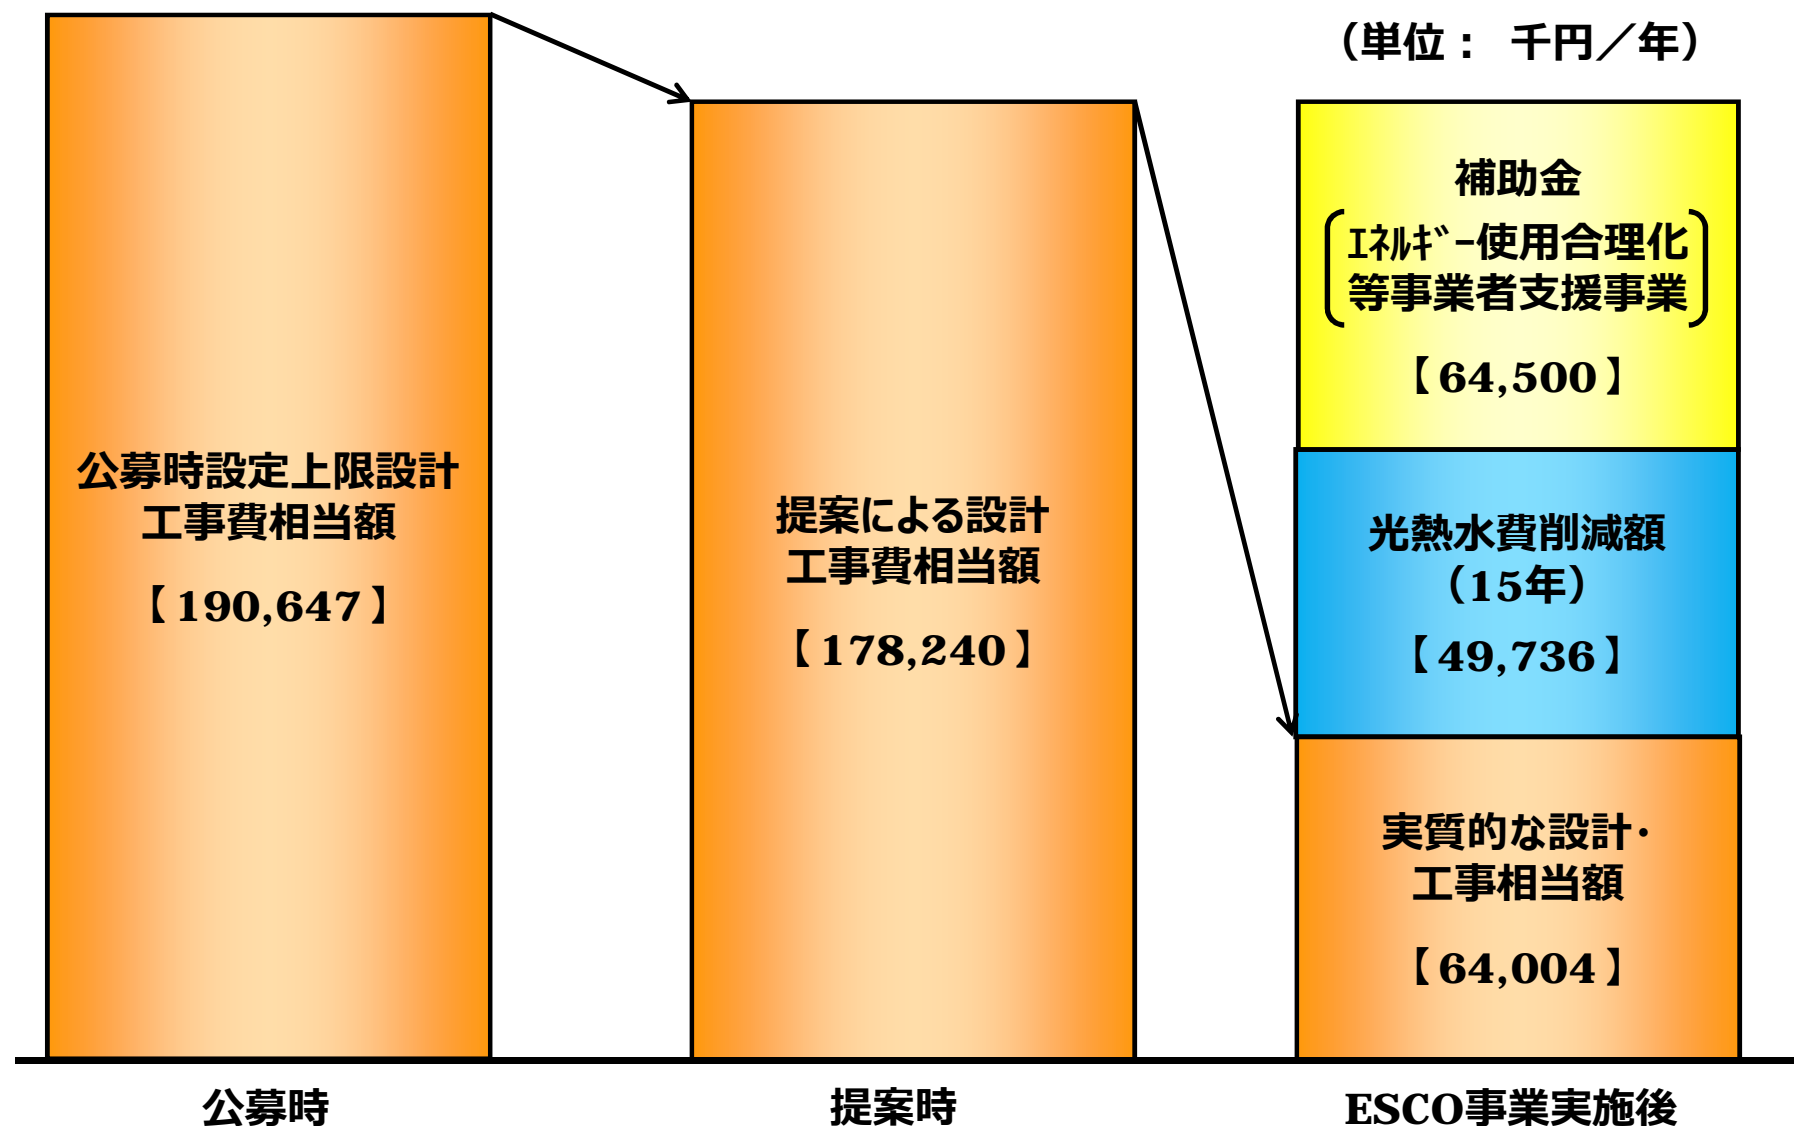 （単位： 千円／年）
公募時設定上限設計
工事費相当額
【190,647】
提案による設計
工事費相当額
【178,240】
補助金
ｴﾈﾙｷﾞｰ使用合理化
等事業者支援事業
【64,500】
光熱水費削減額
（15年）
【49,736】
実質的な設計･
工事相当額
【64,004】
公募時
提案時
ESCO事業実施後